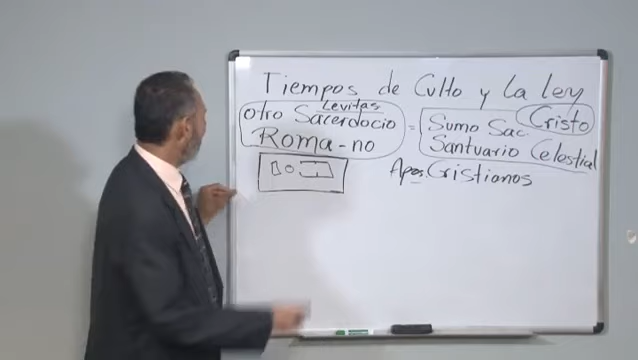 Tiempos de Culto y la ley
Levitas
otro Sacerdocio
Roma-no
= Sumo Sac. Cristo
Santuario Celestial
Apos. Cristianos